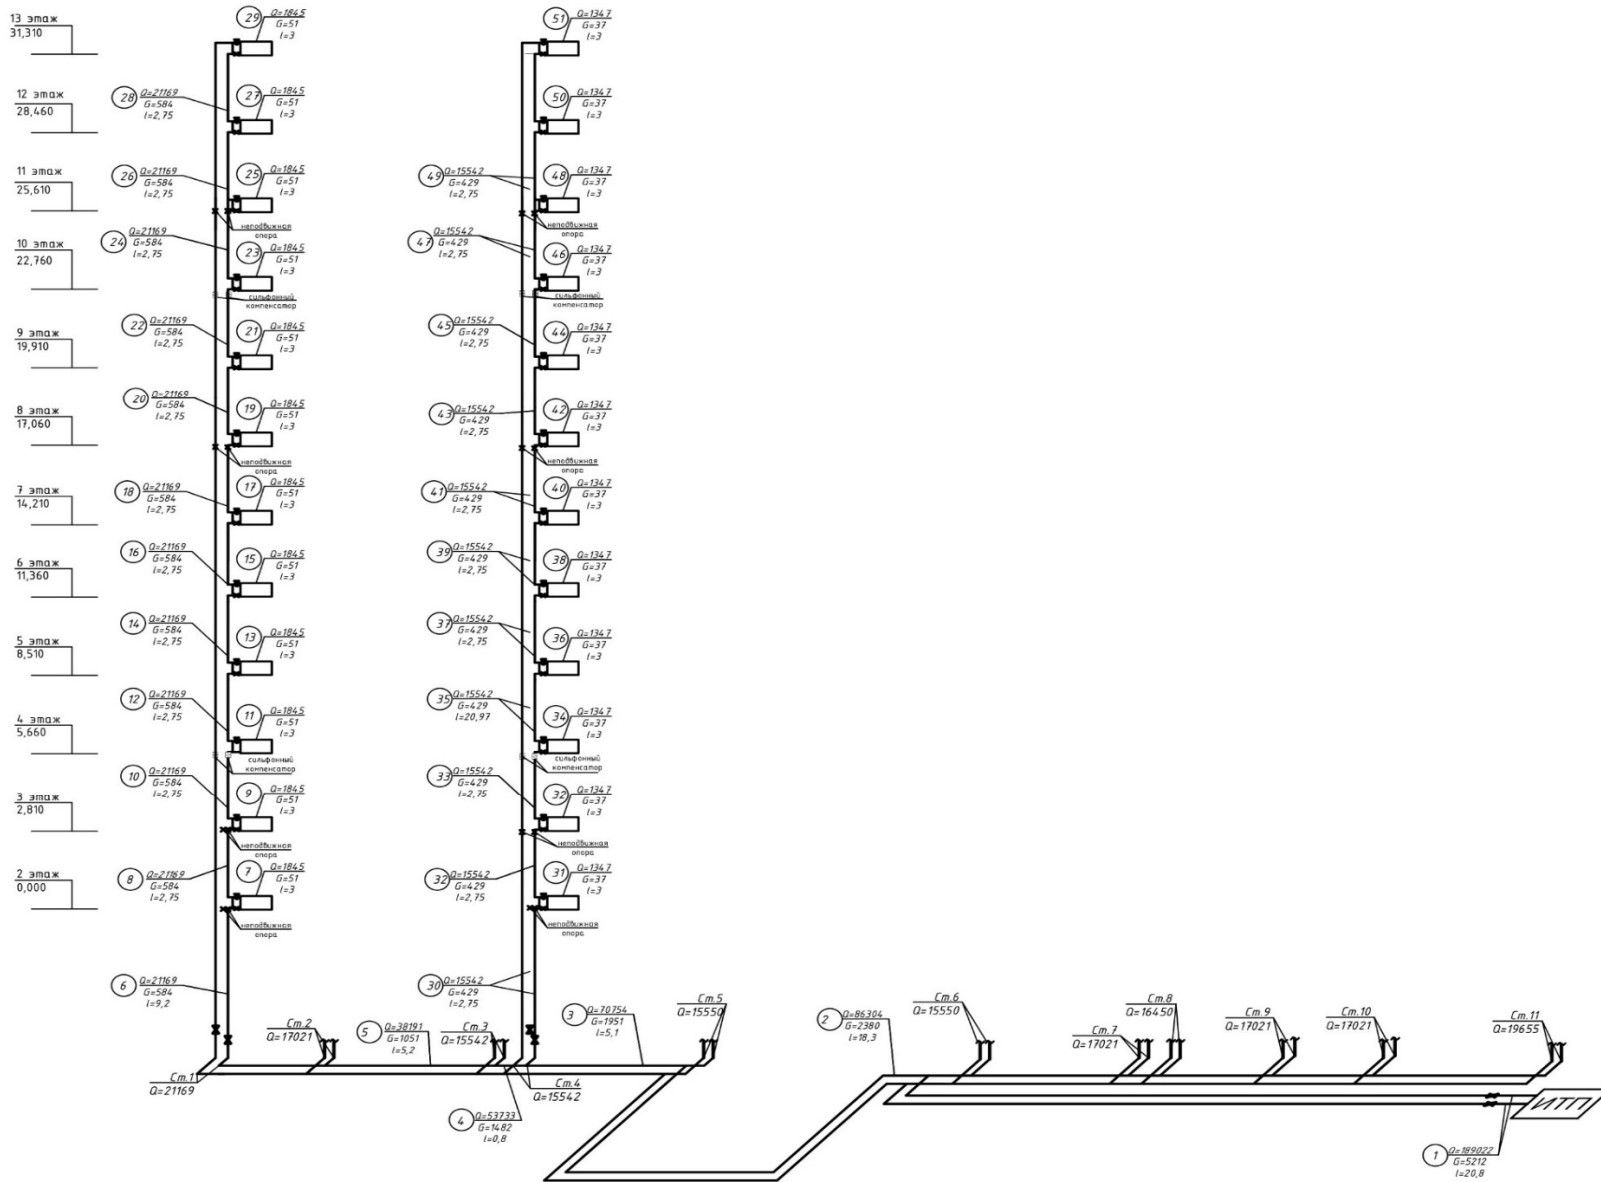 13 этаж
31,310
29
Q=1845
G=51
l=3
51
Q=1347
G=37
l=3
12 этаж
28,460
28
Q=21169
G=584
l=2,75
27
Q=1845
G=51
l=3
50
Q=1347
G=37
l=3
11 этаж
25,610
26
Q=21169
G=584
l=2,75
25
Q=1845
G=51
l=3
49
Q=15542
G=429
l=2,75
48
Q=1347
G=37
l=3
неподвижная
опора
неподвижная
опора
10 этаж
22,760
24
Q=21169
G=584
l=2,75
23
Q=1845
G=51
l=3
47
Q=15542
G=429
l=2,75
46
Q=1347
G=37
l=3
сильфонный
компенсатор
сильфонный
компенсатор
9 этаж
19,910
22
Q=21169
G=584
l=2,75
21
Q=1845
G=51
l=3
45
Q=15542
G=429
l=2,75
44
Q=1347
G=37
l=3
8 этаж
17,060
20
Q=21169
G=584
l=2,75
19
Q=1845
G=51
l=3
43
Q=15542
G=429
l=2,75
42
Q=1347
G=37
l=3
неподвижная
опора
неподвижная
опора
7 этаж
14,210
18
Q=21169
G=584
l=2,75
17
Q=1845
G=51
l=3
41
Q=15542
G=429
l=2,75
40
Q=1347
G=37
l=3
6 этаж
11,360
16
Q=21169
G=584
l=2,75
15
Q=1845
G=51
l=3
39
Q=15542
G=429
l=2,75
38
Q=1347
G=37
l=3
5 этаж
8,510
14
Q=21169
G=584
l=2,75
13
Q=1845
G=51
l=3
37
Q=15542
G=429
l=2,75
36
Q=1347
G=37
l=3
4 этаж
5,660
12
Q=21169
G=584
l=2,75
11
Q=1845
G=51
l=3
35
Q=15542
G=429
l=20,97
34
Q=1347
G=37
l=3
сильфонный
компенсатор
сильфонный
компенсатор
3 этаж
2,810
10
Q=21169
G=584
l=2,75
9
Q=1845
G=51
l=3
33
Q=15542
G=429
l=2,75
32
Q=1347
G=37
l=3
неподвижная
опора
неподвижная
опора
2 этаж
0,000
8
Q=21169
G=584
l=2,75
7
Q=1845
G=51
l=3
32
Q=15542
G=429
l=2,75
31
Q=1347
G=37
l=3
неподвижная
опора
неподвижная
опора
6
Q=21169
G=584
l=9,2
30
Q=15542
G=429
l=2,75
Ст.2
Q=17021
5
Q=38191
G=1051
l=5,2
Ст.3
Q=15542
3
Q=70754
G=1951
l=5,1
Ст.5
Q=15550
2
Q=86304
G=2380
l=18,3
Ст.6
Q=15550
Ст.7
Q=17021
Ст.8
Q=16450
Ст.9
Q=17021
Ст.10
Q=17021
Ст.11
Q=19655
Ст.1
Q=21169
Ст.4
Q=15542
4
Q=53733
G=1482
l=0,8
ИТП
1
Q=189022
G=5212
l=20,8